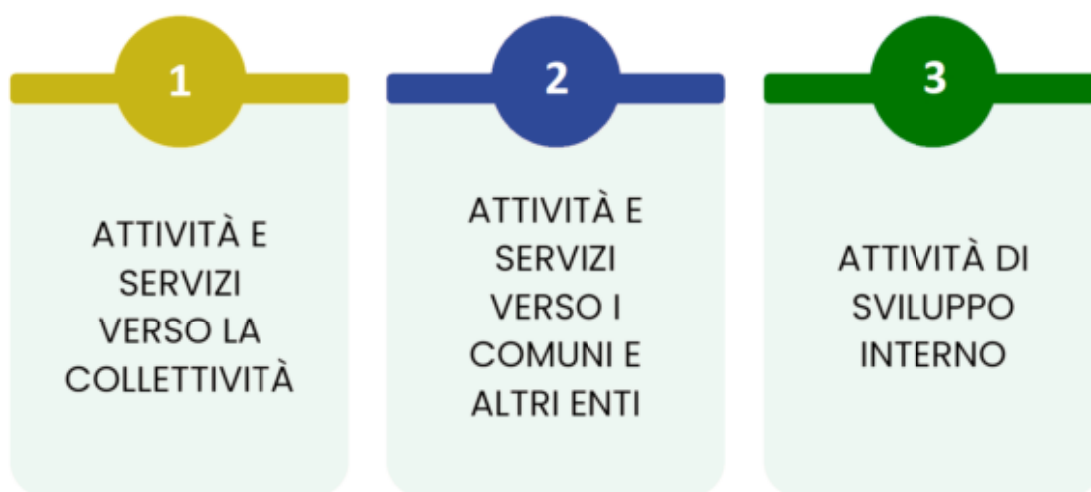 1
ATTIVITÀ E
SERVIZI
VERSO LA
COLLETTIVITÀ
2
ATTIVITÀ E
SERVIZI
VERSO I
COMUNI E
ALTRI ENTI
3
ATTIVITÀ DI
SVILUPPO
INTERNO